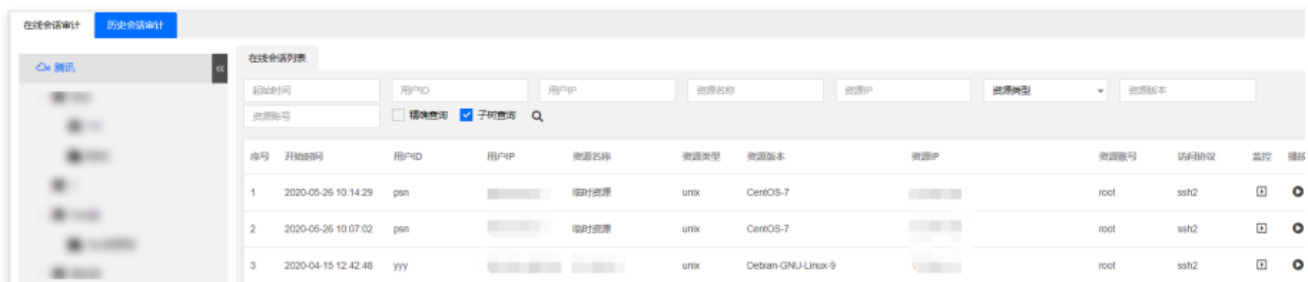 在线会话审计 历史会话审计
腾讯
在线会话列表
起始时间 用户ID 用户IP 资源名称 资源IP 资源类型 资源版本
资源账号 精确查询 子树查询
序号 开始时间 用户ID 用户IP 资源名称 资源类型 资源版本 资源IP 资源账号 访问协议 监控 播放
1 2020-05-26 10:14:29 psn 临时资源 unix CentOS-7 root ssh2
2 2020-05-26 10:07:02 psn 临时资源 unix CentOS-7 root ssh2
3 2020-04-15 12:42:48 yyy unix Debian-GNU-Linux-9 root ssh2